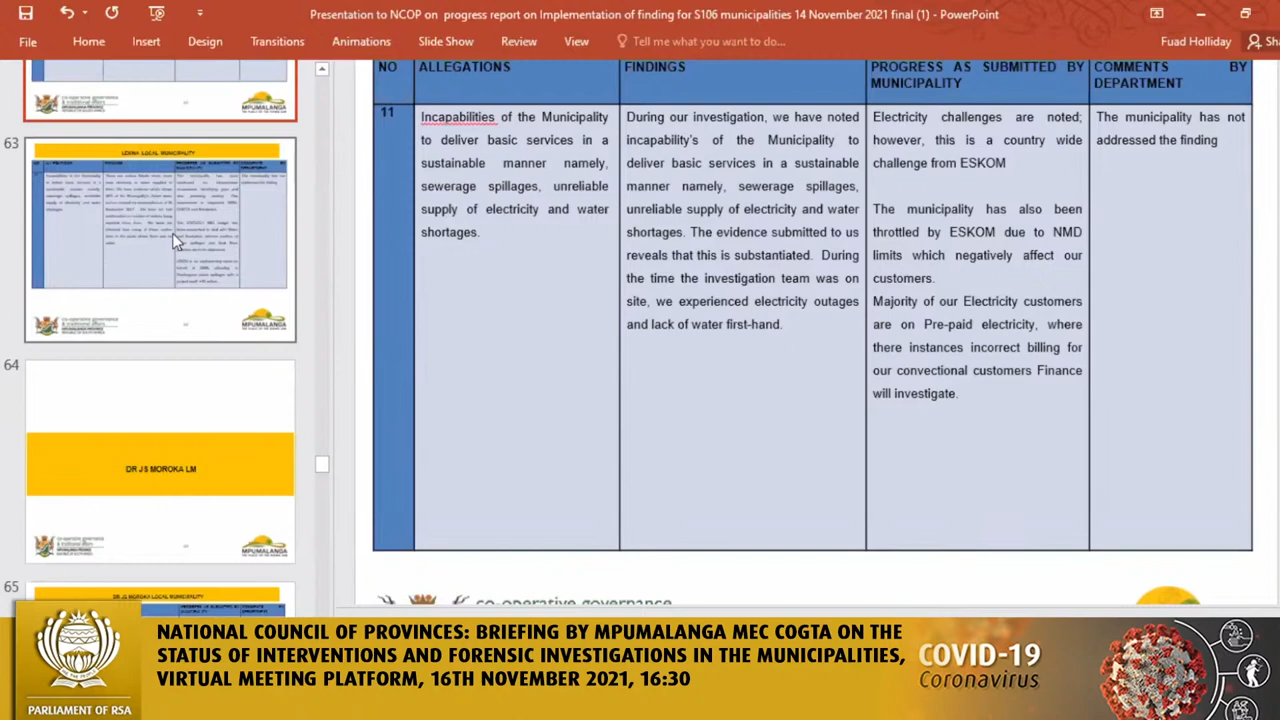 Presentation to NCOP on progress report on Implementation of finding for S106 municipalities 14 November 2021 final (1) - PowerPoint
File Home Insert Design Transitions Animations Slide Show Review View Tell me what you want to do... Fuad Holliday
63
LEKWA LOCAL MUNICIPALITY
64
DR JS MOROKA LM
MPUMALANGA
65
DR JS MOROKA LOCAL MUNICIPALITY
NO
ALLEGATIONS
FINDINGS
PROGRESS AS SUBMITTED BY
MUNICIPALITY
COMMENTS BY
DEPARTMENT
11
Incapabilities of the Municipality
to deliver basic services in a
sustainable manner namely,
sewerage spillages, unreliable
supply of electricity and water
shortages.
During our investigation, we have noted
incapability's of the Municipality to
deliver basic services in a sustainable
manner namely, sewerage spillages,
unreliable supply of electricity and water
shortages. The evidence submitted to us
reveals that this is substantiated. During
the time the investigation team was on
site, we experienced electricity outages
and lack of water first-hand.
Electricity challenges are noted;
however, this is a country wide
challenge from ESKOM
The municipality has also been
throttled by ESKOM due to NMD
limits which negatively affect our
customers.
Majority of our Electricity customers
are on Pre-paid electricity, where
there instances incorrect billing for
our convectional customers Finance
will investigate.
The municipality has not
addressed the finding
co-operative governance
PARLIAMENT OF RSA
NATIONAL COUNCIL OF PROVINCES: BRIEFING BY MPUMALANGA MEC COGTA ON THE
STATUS OF INTERVENTIONS AND FORENSIC INVESTIGATIONS IN THE MUNICIPALITIES,
VIRTUAL MEETING PLATFORM, 16TH NOVEMBER 2021, 16:30
COVID-19
Coronavirus